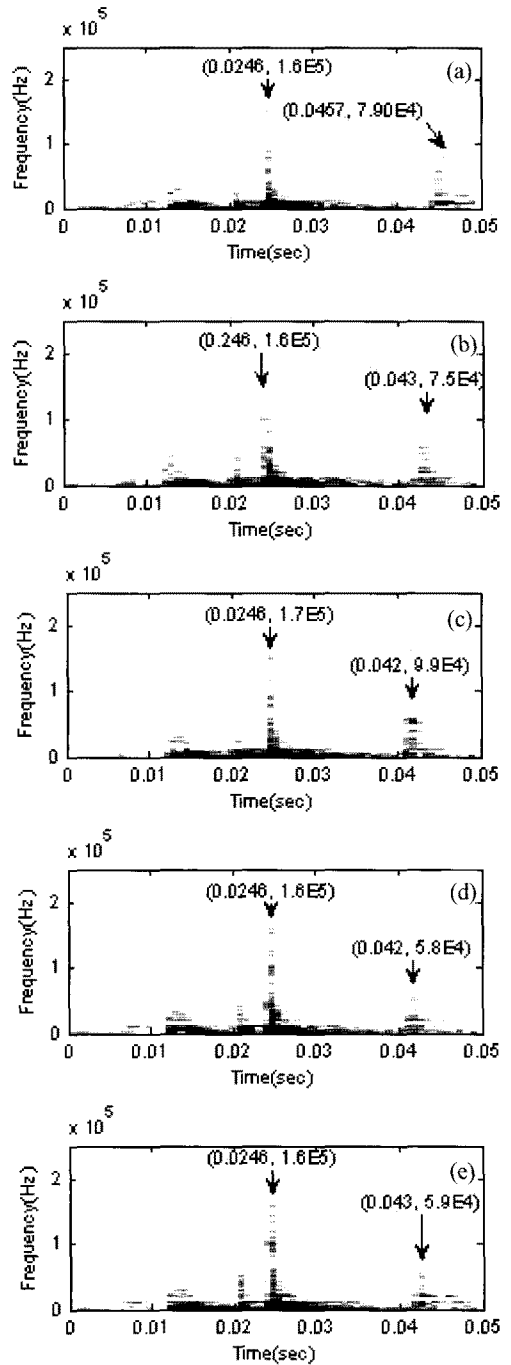 x 10^5
(0.0246, 1.6E5)
(a)
(0.0457, 7.90E4)
Frequency(Hz)
2
1
0
0 0.01 0.02 0.03 0.04 0.05
Time(sec)
x 10^5
(0.246, 1.6E5)
(b)
(0.043, 7.5E4)
Frequency(Hz)
2
1
0
0 0.01 0.02 0.03 0.04 0.05
Time(sec)
x 10^5
(0.0246, 1.7E5)
(c)
(0.042, 9.9E4)
Frequency(Hz)
2
1
0
0 0.01 0.02 0.03 0.04 0.05
Time(sec)
x 10^5
(0.0246, 1.6E5)
(d)
(0.042, 5.8E4)
Frequency(Hz)
2
1
0
0 0.01 0.02 0.03 0.04 0.05
Time(sec)
x 10^5
(0.0246, 1.6E5)
(e)
(0.043, 5.9E4)
Frequency(Hz)
2
1
0
0 0.01 0.02 0.03 0.04 0.05
Time(sec)